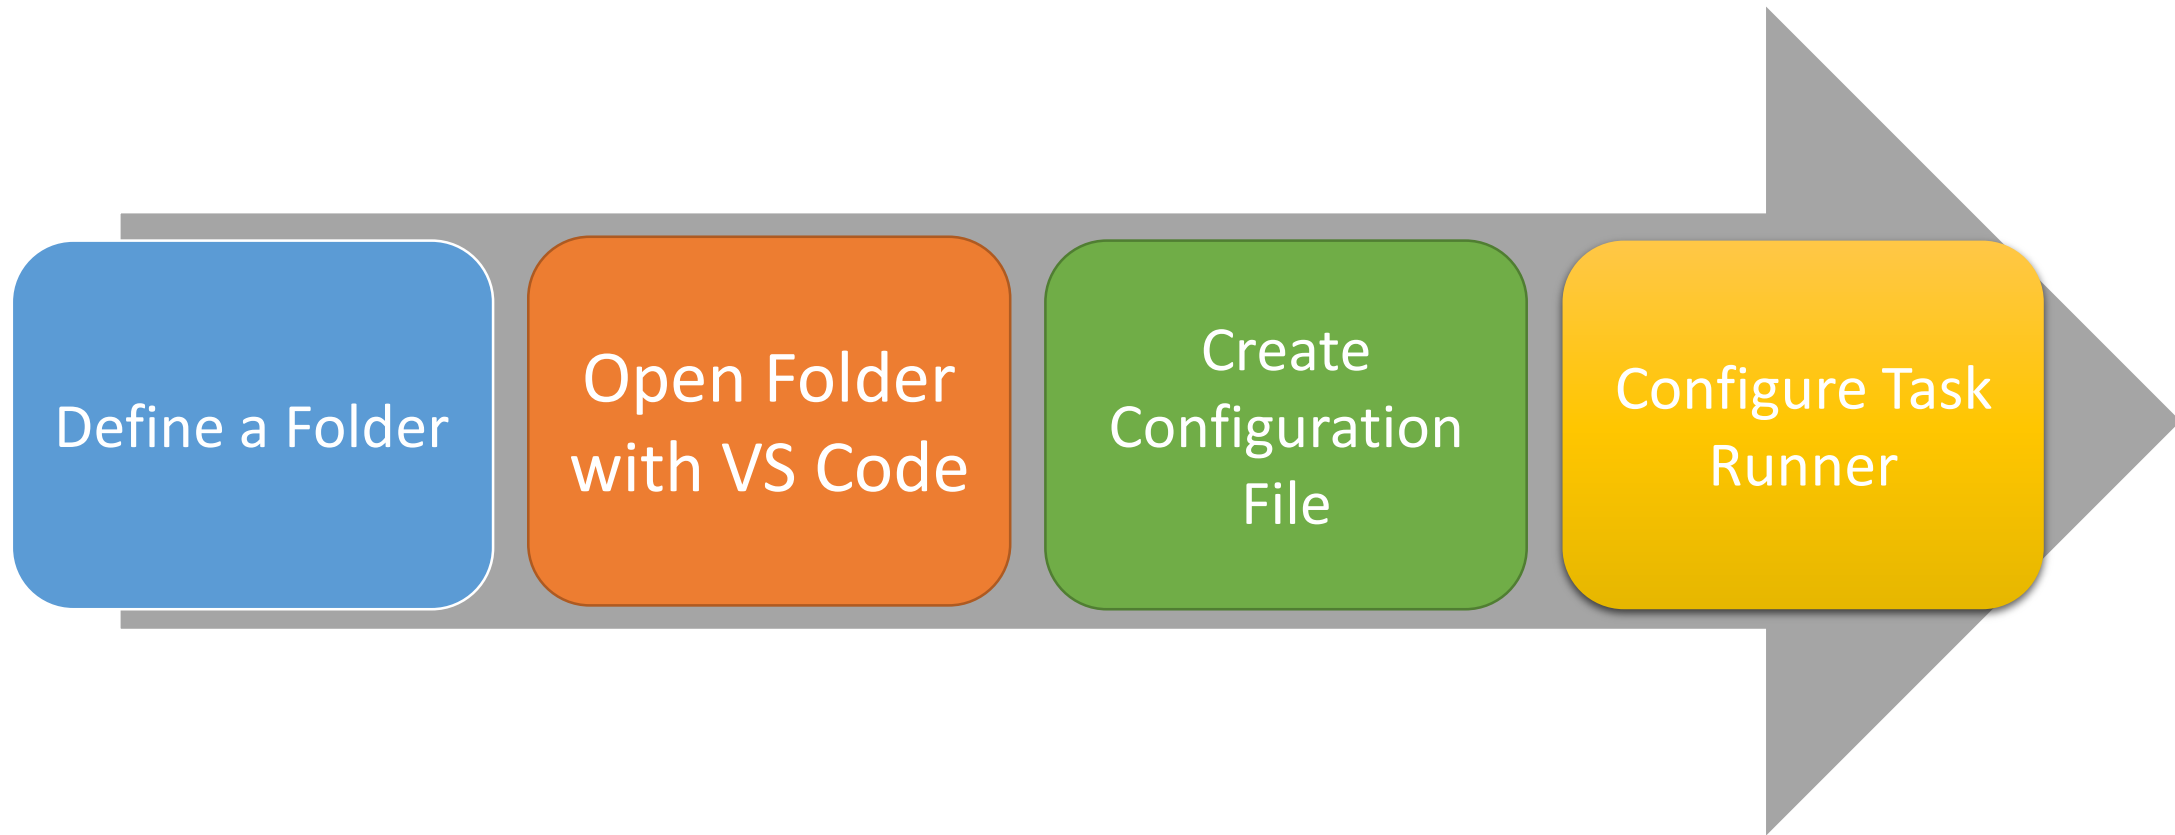 Define a Folder
Open Folder
with VS Code
Create
Configuration
File
Configure Task
Runner